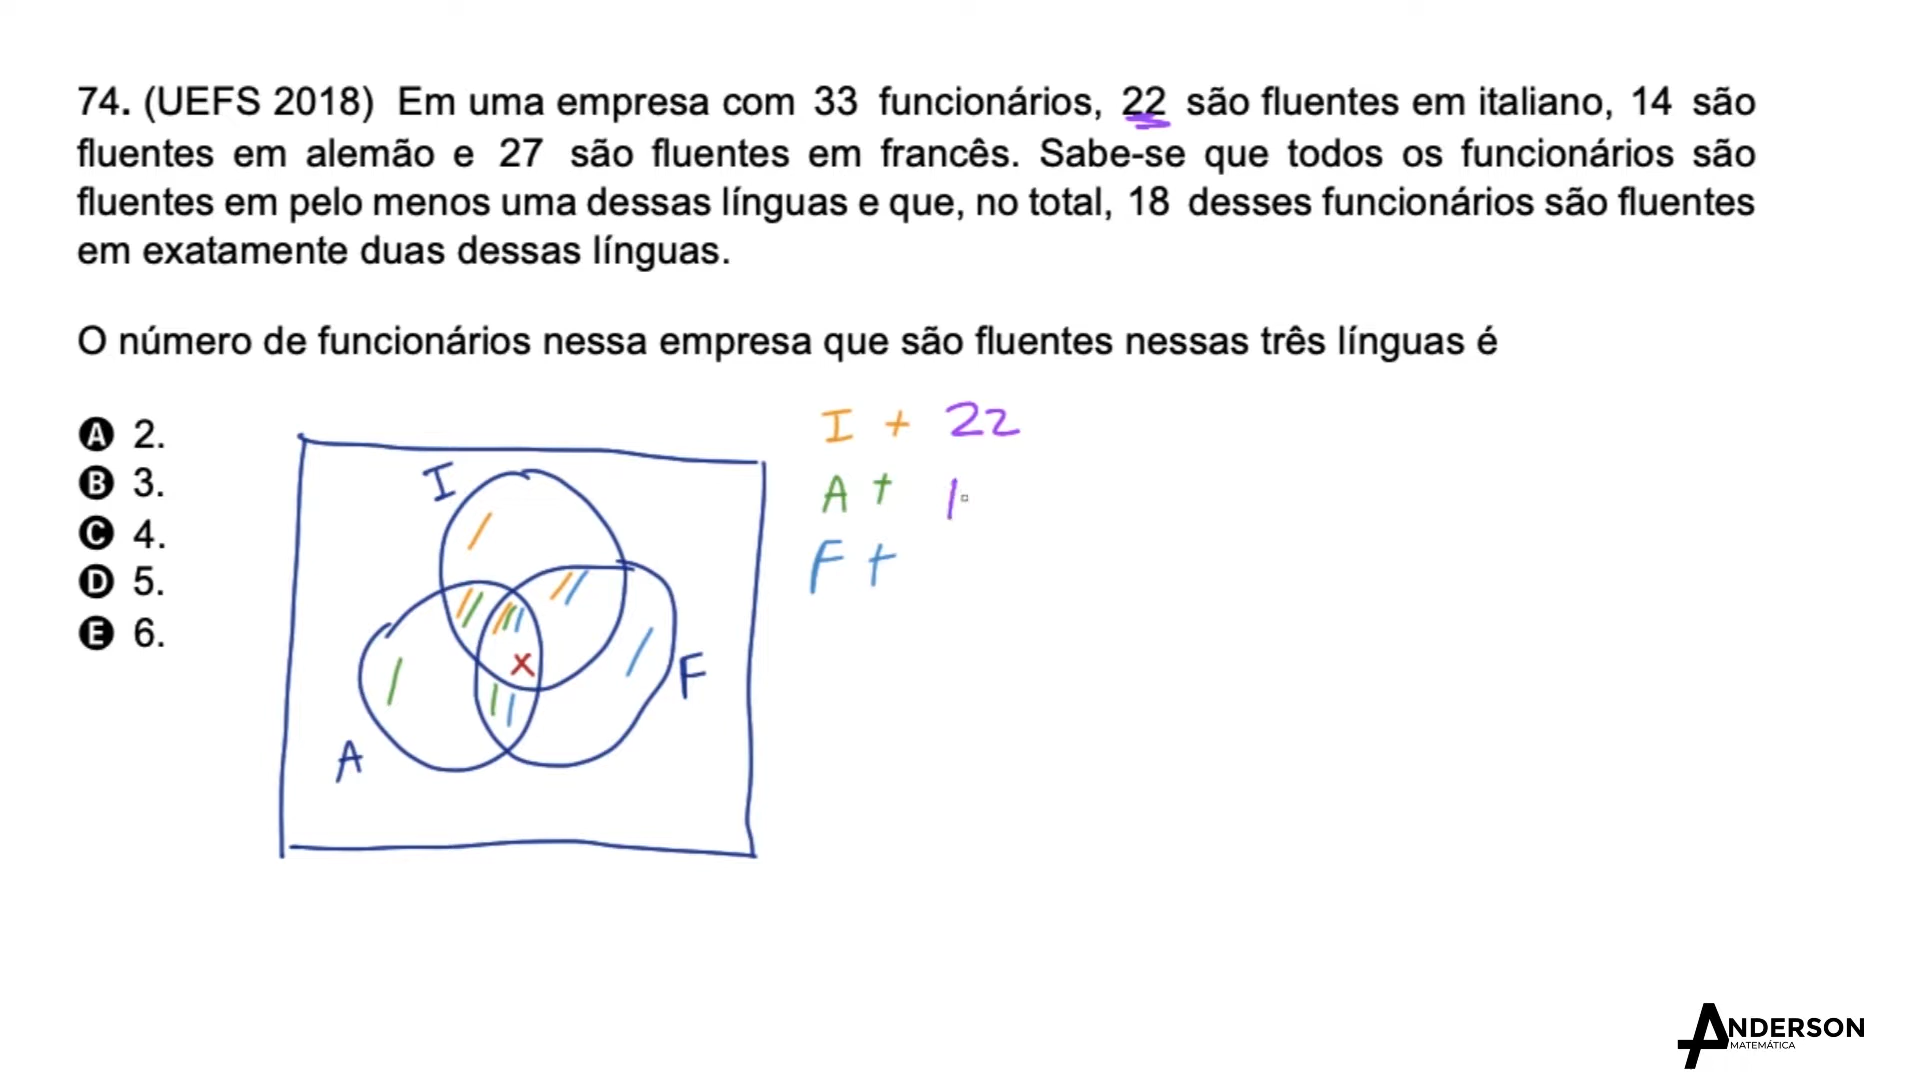 74. (UEFS 2018) Em uma empresa com 33 funcionários, 22 são fluentes em italiano, 14 são
fluentes em alemão e 27 são fluentes em francês. Sabe-se que todos os funcionários são
fluentes em pelo menos uma dessas línguas e que, no total, 18 desses funcionários são fluentes
em exatamente duas dessas línguas.
O número de funcionários nessa empresa que são fluentes nessas três línguas é
A 2.
B 3.
C 4.
D 5.
E 6.
I
A
F
x
I + 22
A + 1
F +
ANDERSON
MATEMÁTICA